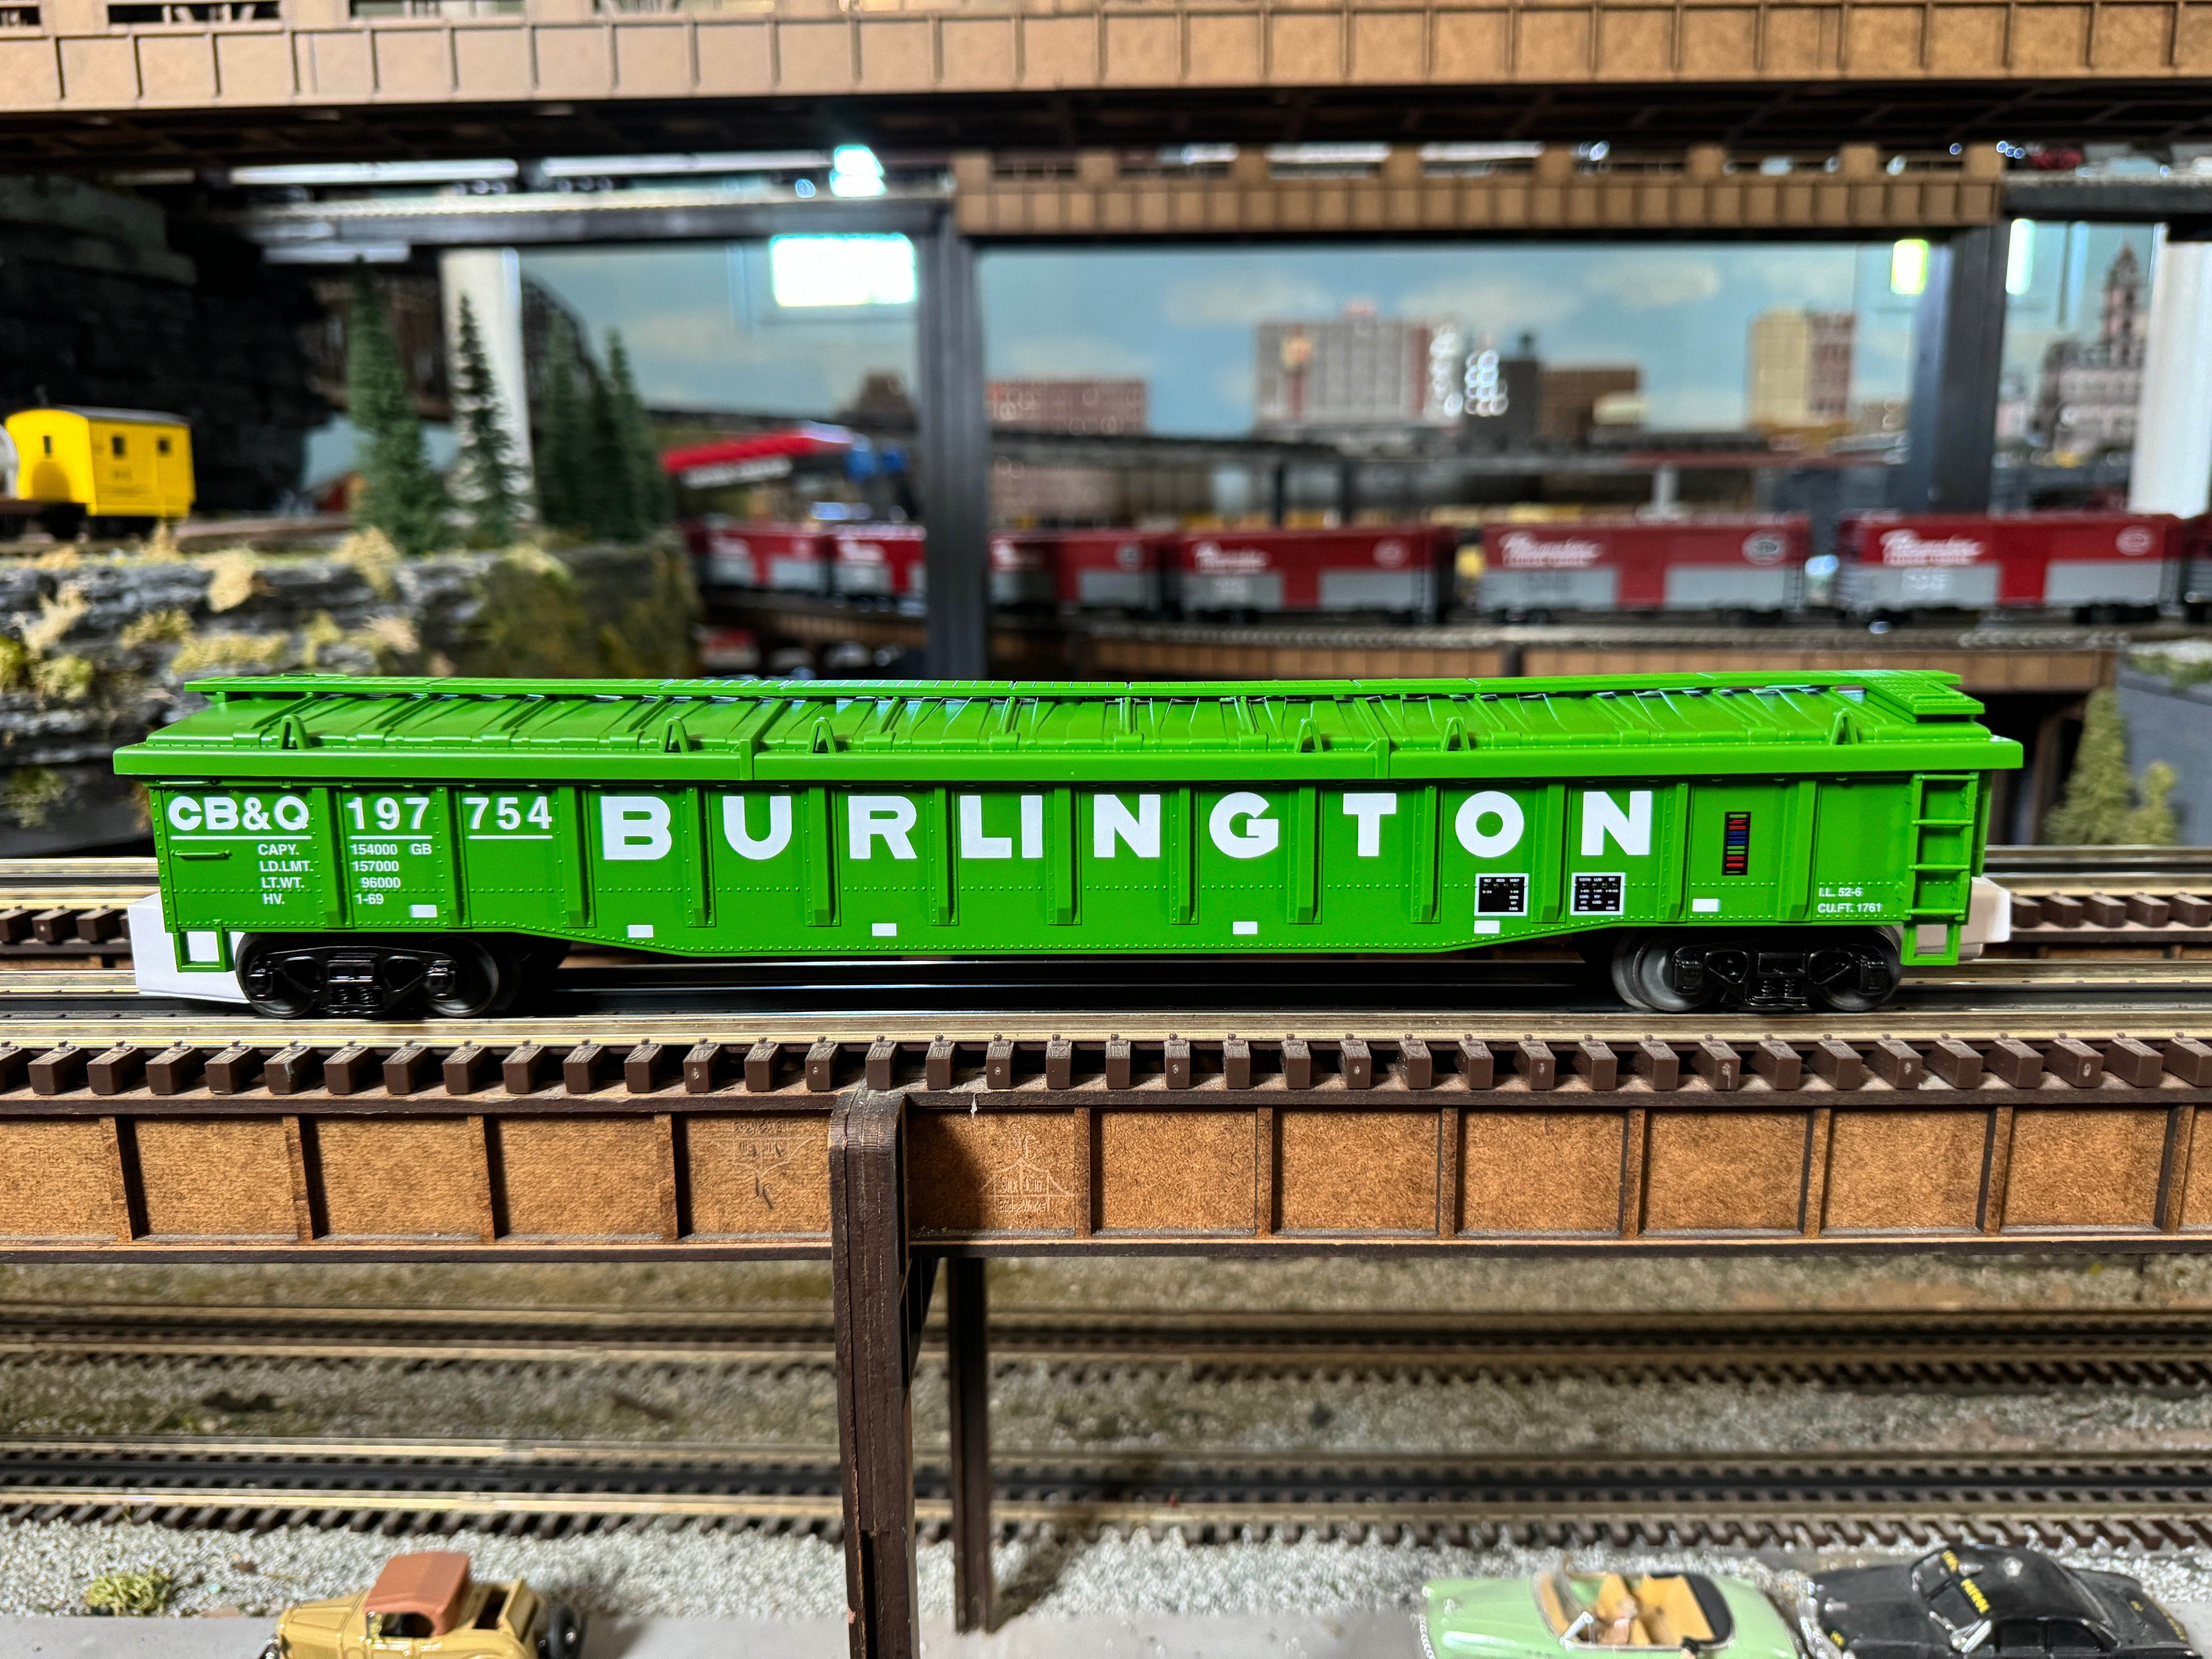 CB&Q 197 754 BURLINGTON
CAPY. 154000 GB
LD.LMT. 157000
LT.WT. 96000
HV. 1-69
I.L. 52-6
CU.FT. 1761